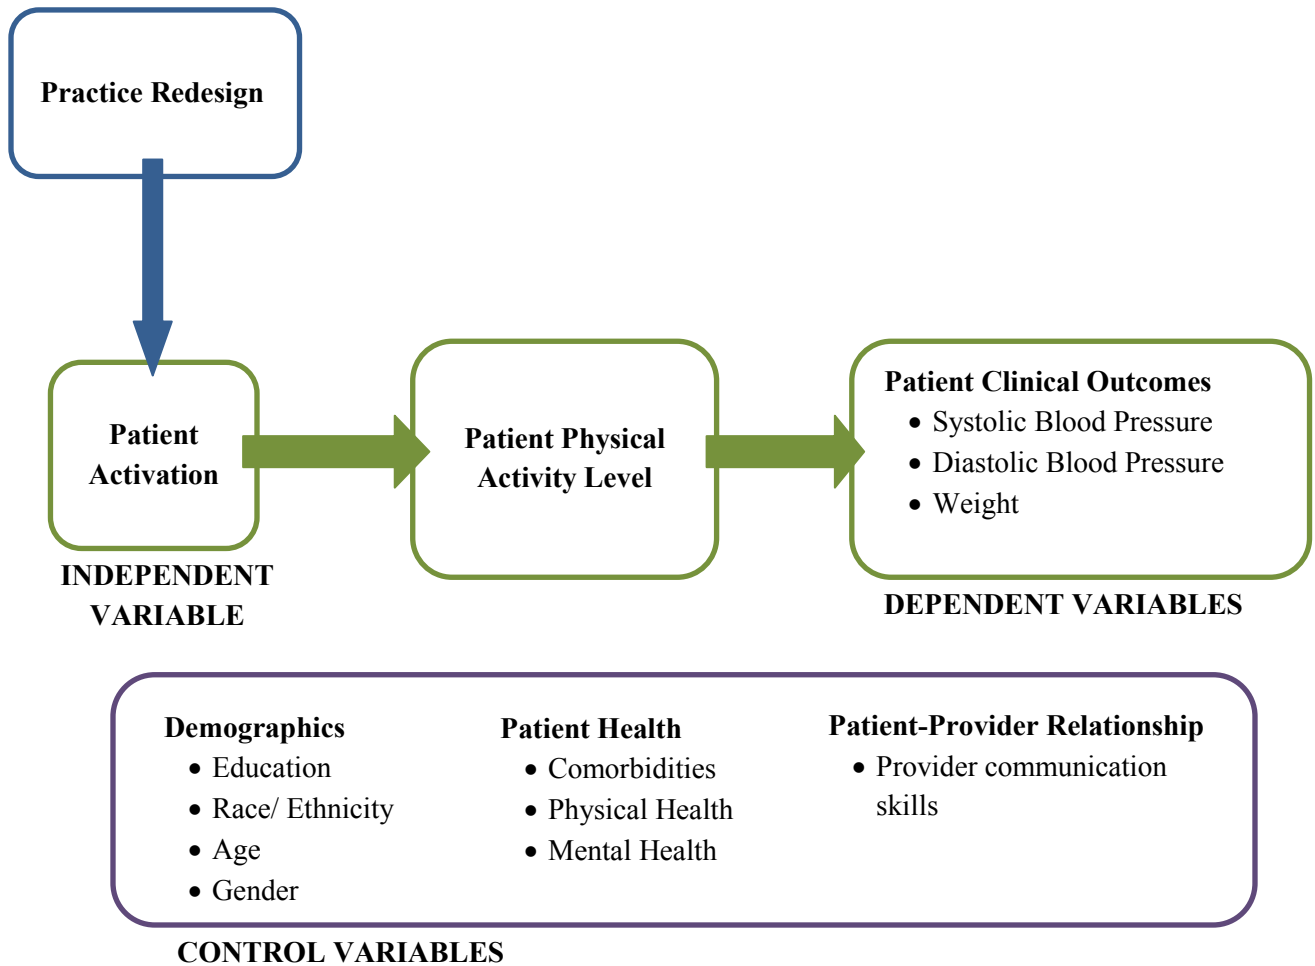 Practice Redesign
Patient
Activation
INDEPENDENT
VARIABLE
Patient Physical
Activity Level
Patient Clinical Outcomes
• Systolic Blood Pressure
• Diastolic Blood Pressure
• Weight
DEPENDENT VARIABLES
Demographics
• Education
• Race/ Ethnicity
• Age
• Gender
Patient Health
• Comorbidities
• Physical Health
• Mental Health
Patient-Provider Relationship
• Provider communication
skills
CONTROL VARIABLES